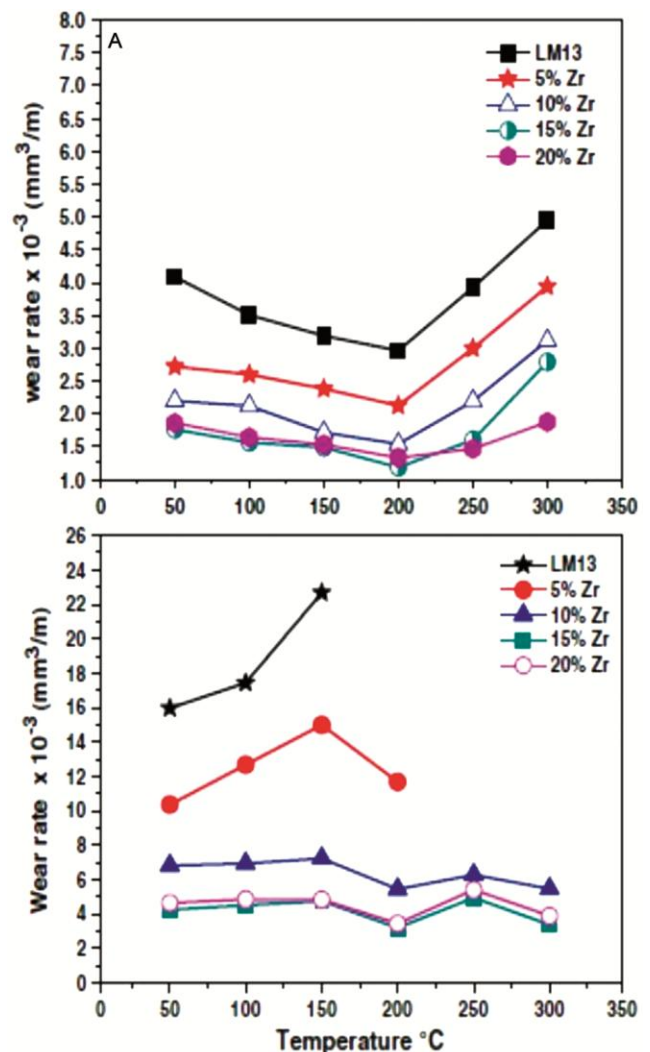 A
LM13
5% Zr
10% Zr
15% Zr
20% Zr
8.0
7.5
7.0
6.5
6.0
5.5
5.0
4.5
4.0
3.5
3.0
2.5
2.0
1.5
1.0
wear rate x 10⁻³ (mm³/m)
0 50 100 150 200 250 300 350
LM13
5% Zr
10% Zr
15% Zr
20% Zr
26
24
22
20
18
16
14
12
10
8
6
4
2
0
Wear rate x 10⁻³ (mm³/m)
0 50 100 150 200 250 300 350
Temperature °C